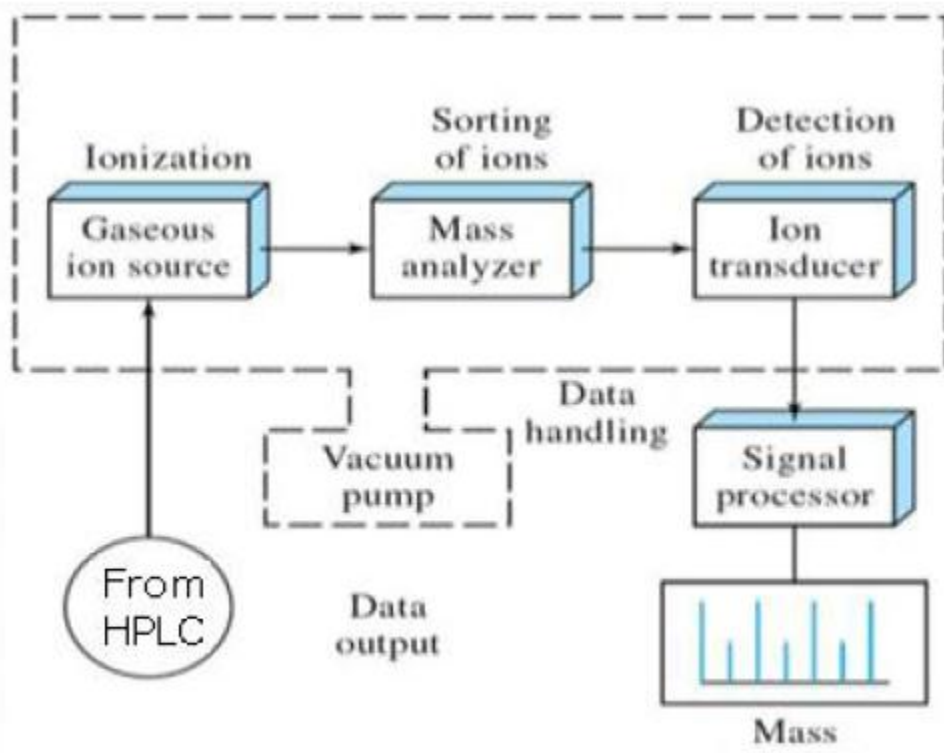 Ionization
Sorting
of ions
Detection
of ions
Gaseous
ion source
Mass
analyzer
Ion
transducer
Data
handling
Vacuum
pump
Signal
processor
From
HPLC
Data
output
Mass